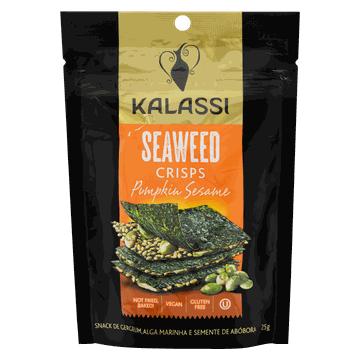 KALASSI
SEAWEED
CRISPS
Pumpkin Sesame
NOT FRIED, BAKED!
VEGAN
GLUTEN FREE
U
SNACK DE GERGELIM, ALGA MARINHA E SEMENTE DE ABÓBORA 25g